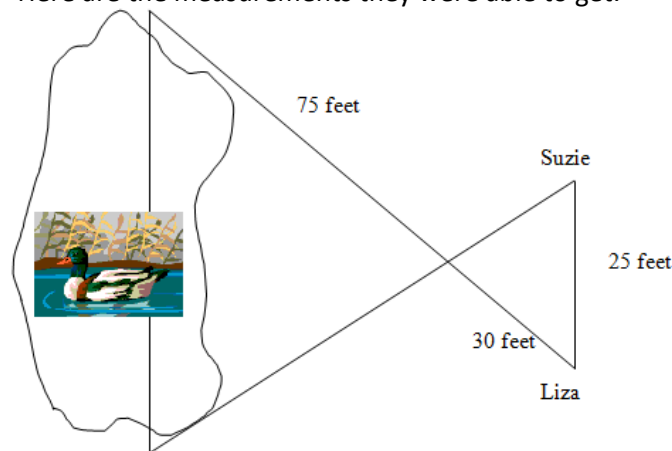 Here are the measurements they were able to get.
75 feet
Suzie
25 feet
30 feet
Liza